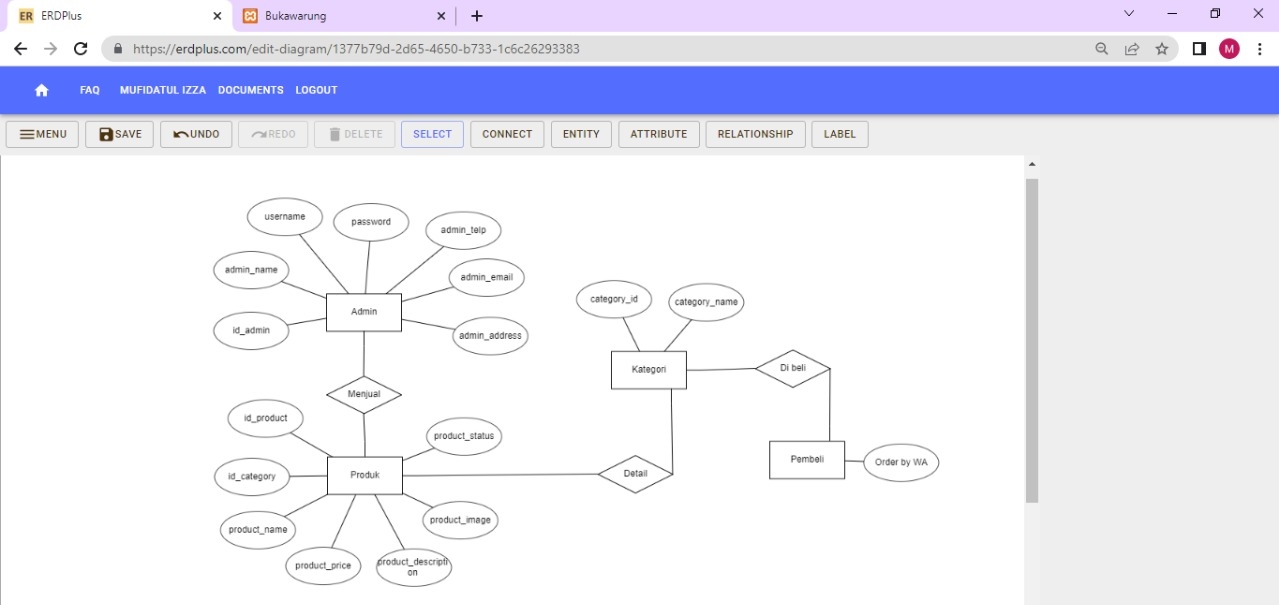 ERDPlus
Bukawarung
https://erdplus.com/edit-diagram/1377b79d-2d65-4650-b733-1c6c26293383
M
FAQ MUFIDATUL IZZA DOCUMENTS LOGOUT
MENU SAVE UNDO REDO DELETE SELECT CONNECT ENTITY ATTRIBUTE RELATIONSHIP LABEL
username
password
admin_telp
admin_name
admin_email
id_admin
Admin
admin_address
category_id
category_name
Kategori
Di beli
Menjual
id_product
product_status
id_category
Produk
Detail
Pembeli
Order by WA
product_name
product_image
product_price
product_descripti
on